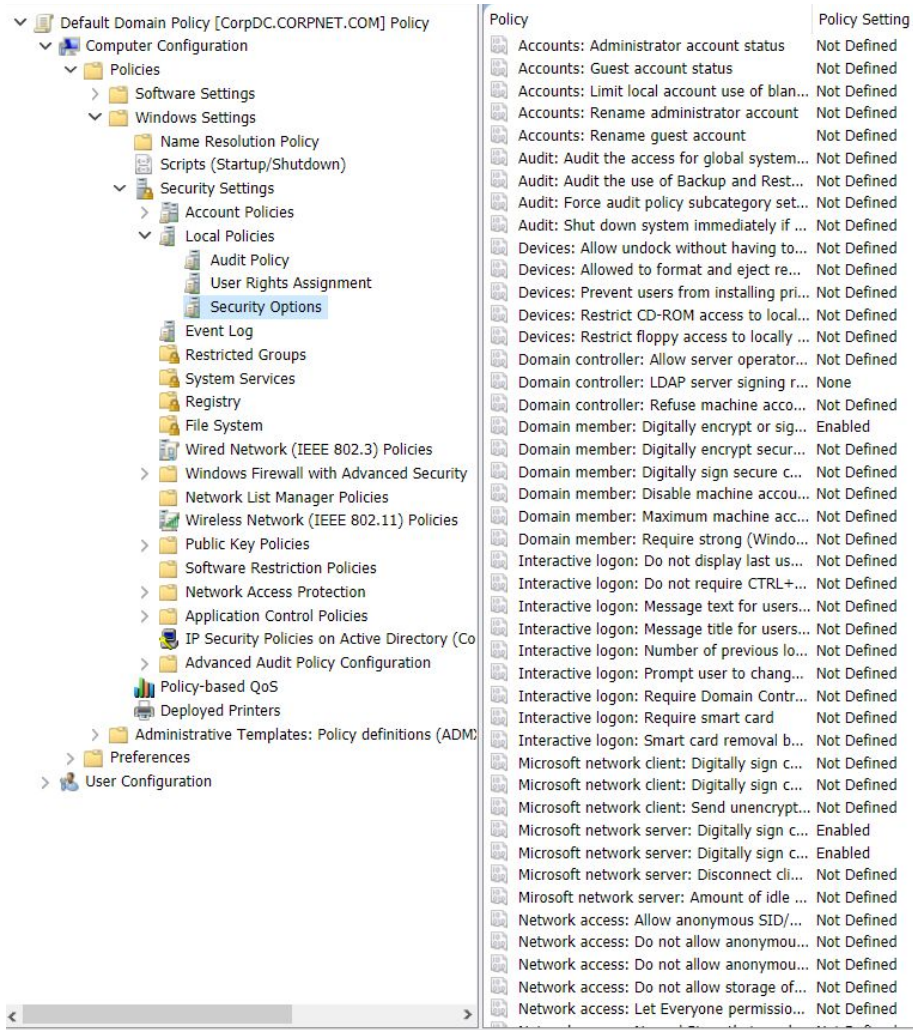 Default Domain Policy [CorpDC.CORPNET.COM] Policy
Computer Configuration
Policies
Software Settings
Windows Settings
Name Resolution Policy
Scripts (Startup/Shutdown)
Security Settings
Account Policies
Local Policies
Audit Policy
User Rights Assignment
Security Options
Event Log
Restricted Groups
System Services
Registry
File System
Wired Network (IEEE 802.3) Policies
Windows Firewall with Advanced Security
Network List Manager Policies
Wireless Network (IEEE 802.11) Policies
Public Key Policies
Software Restriction Policies
Network Access Protection
Application Control Policies
IP Security Policies on Active Directory (Co
Advanced Audit Policy Configuration
Policy-based QoS
Deployed Printers
Administrative Templates: Policy definitions (ADMX
Preferences
User Configuration
Policy Policy Setting
Accounts: Administrator account status Not Defined
Accounts: Guest account status Not Defined
Accounts: Limit local account use of blan... Not Defined
Accounts: Rename administrator account Not Defined
Accounts: Rename guest account Not Defined
Audit: Audit the access for global system... Not Defined
Audit: Audit the use of Backup and Rest... Not Defined
Audit: Force audit policy subcategory set... Not Defined
Audit: Shut down system immediately if ... Not Defined
Devices: Allow undock without having to... Not Defined
Devices: Allowed to format and eject re... Not Defined
Devices: Prevent users from installing pri... Not Defined
Devices: Restrict CD-ROM access to local... Not Defined
Devices: Restrict floppy access to locally ... Not Defined
Domain controller: Allow server operator... Not Defined
Domain controller: LDAP server signing r... None
Domain controller: Refuse machine acco... Not Defined
Domain member: Digitally encrypt or sig... Enabled
Domain member: Digitally encrypt secur... Not Defined
Domain member: Digitally sign secure c... Not Defined
Domain member: Disable machine accou... Not Defined
Domain member: Maximum machine acc... Not Defined
Domain member: Require strong (Windo... Not Defined
Interactive logon: Do not display last us... Not Defined
Interactive logon: Do not require CTRL+... Not Defined
Interactive logon: Message text for users... Not Defined
Interactive logon: Message title for users... Not Defined
Interactive logon: Number of previous lo... Not Defined
Interactive logon: Prompt user to chang... Not Defined
Interactive logon: Require Domain Contr... Not Defined
Interactive logon: Require smart card Not Defined
Interactive logon: Smart card removal b... Not Defined
Microsoft network client: Digitally sign c... Not Defined
Microsoft network client: Digitally sign c... Not Defined
Microsoft network client: Send unencrypt... Not Defined
Microsoft network server: Digitally sign c... Enabled
Microsoft network server: Digitally sign c... Enabled
Microsoft network server: Disconnect cli... Not Defined
Mirosoft network server: Amount of idle ... Not Defined
Network access: Allow anonymous SID/... Not Defined
Network access: Do not allow anonymou... Not Defined
Network access: Do not allow anonymou... Not Defined
Network access: Do not allow storage of... Not Defined
Network access: Let Everyone permissio... Not Defined